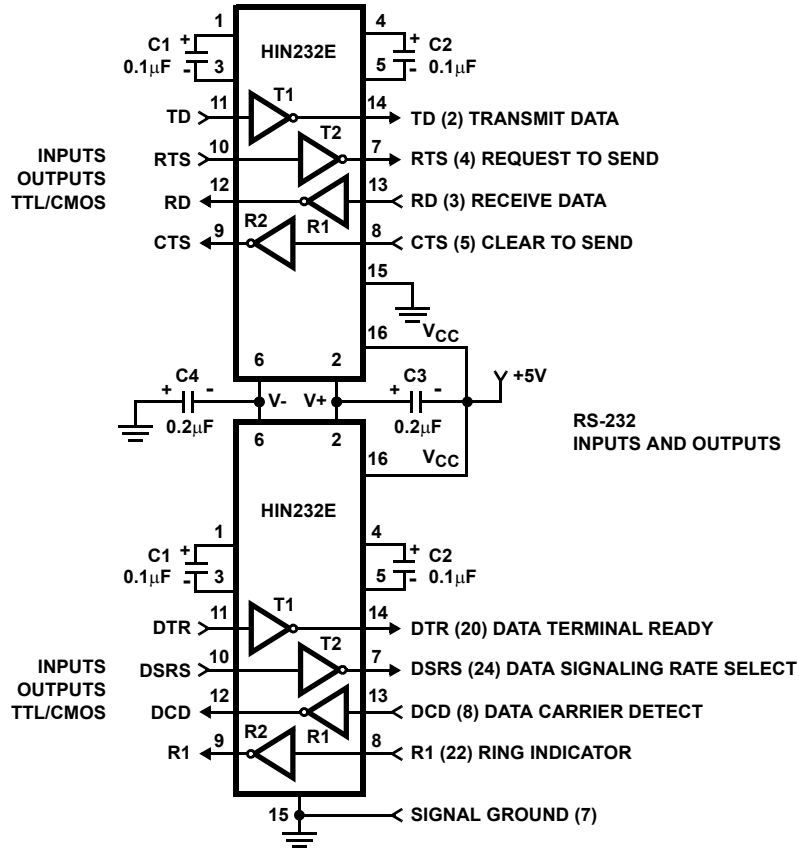 1 4
C1 + HIN232E + C2
0.1μF - 3 5 - 0.1μF
T1
11 14
TD TD (2) TRANSMIT DATA
T2
INPUTS 10 7
RTS RTS (4) REQUEST TO SEND
OUTPUTS
12 13
TTL/CMOS RD RD (3) RECEIVE DATA
9 R2 R1 8
CTS CTS (5) CLEAR TO SEND
15
16 VCC
6 2
C4 C3 +5V
+ - V- V+ + -
0.2μF 0.2μF
RS-232
INPUTS AND OUTPUTS
6 2
16 VCC
HIN232E
1 4
C1 + + C2
0.1μF - 3 5 - 0.1μF
T1
11 14
DTR DTR (20) DATA TERMINAL READY
T2
INPUTS 10 7
DSRS DSRS (24) DATA SIGNALING RATE SELECT
OUTPUTS
12 13
TTL/CMOS DCD DCD (8) DATA CARRIER DETECT
9 R2 R1 8
R1 R1 (22) RING INDICATOR
15 SIGNAL GROUND (7)